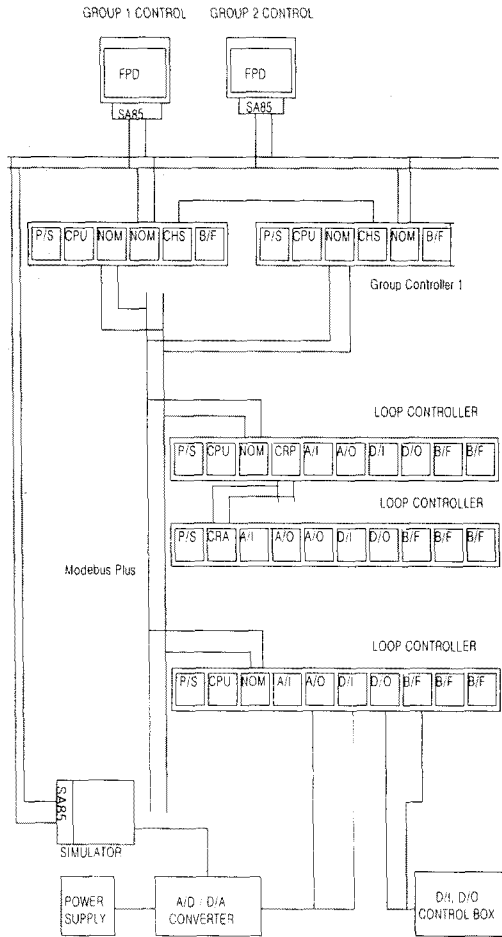 GROUP 1 CONTROL GROUP 2 CONTROL
FPD FPD
SA85 SA85
P/S CPU NOM NOM CHS B/F P/S CPU NOM CHS NOM B/F
Group Controller 1
LOOP CONTROLLER
P/S CPU NOM CRP A/I A/O D/I D/O B/F B/F
LOOP CONTROLLER
P/S CRA A/I A/O A/O D/I D/O B/F B/F B/F
Modebus Plus
LOOP CONTROLLER
P/S CPU NOM A/I A/O D/I D/O B/F B/F B/F
SA85
SIMULATOR
POWER SUPPLY
A/D / D/A CONVERTER
D/I, D/O CONTROL BOX